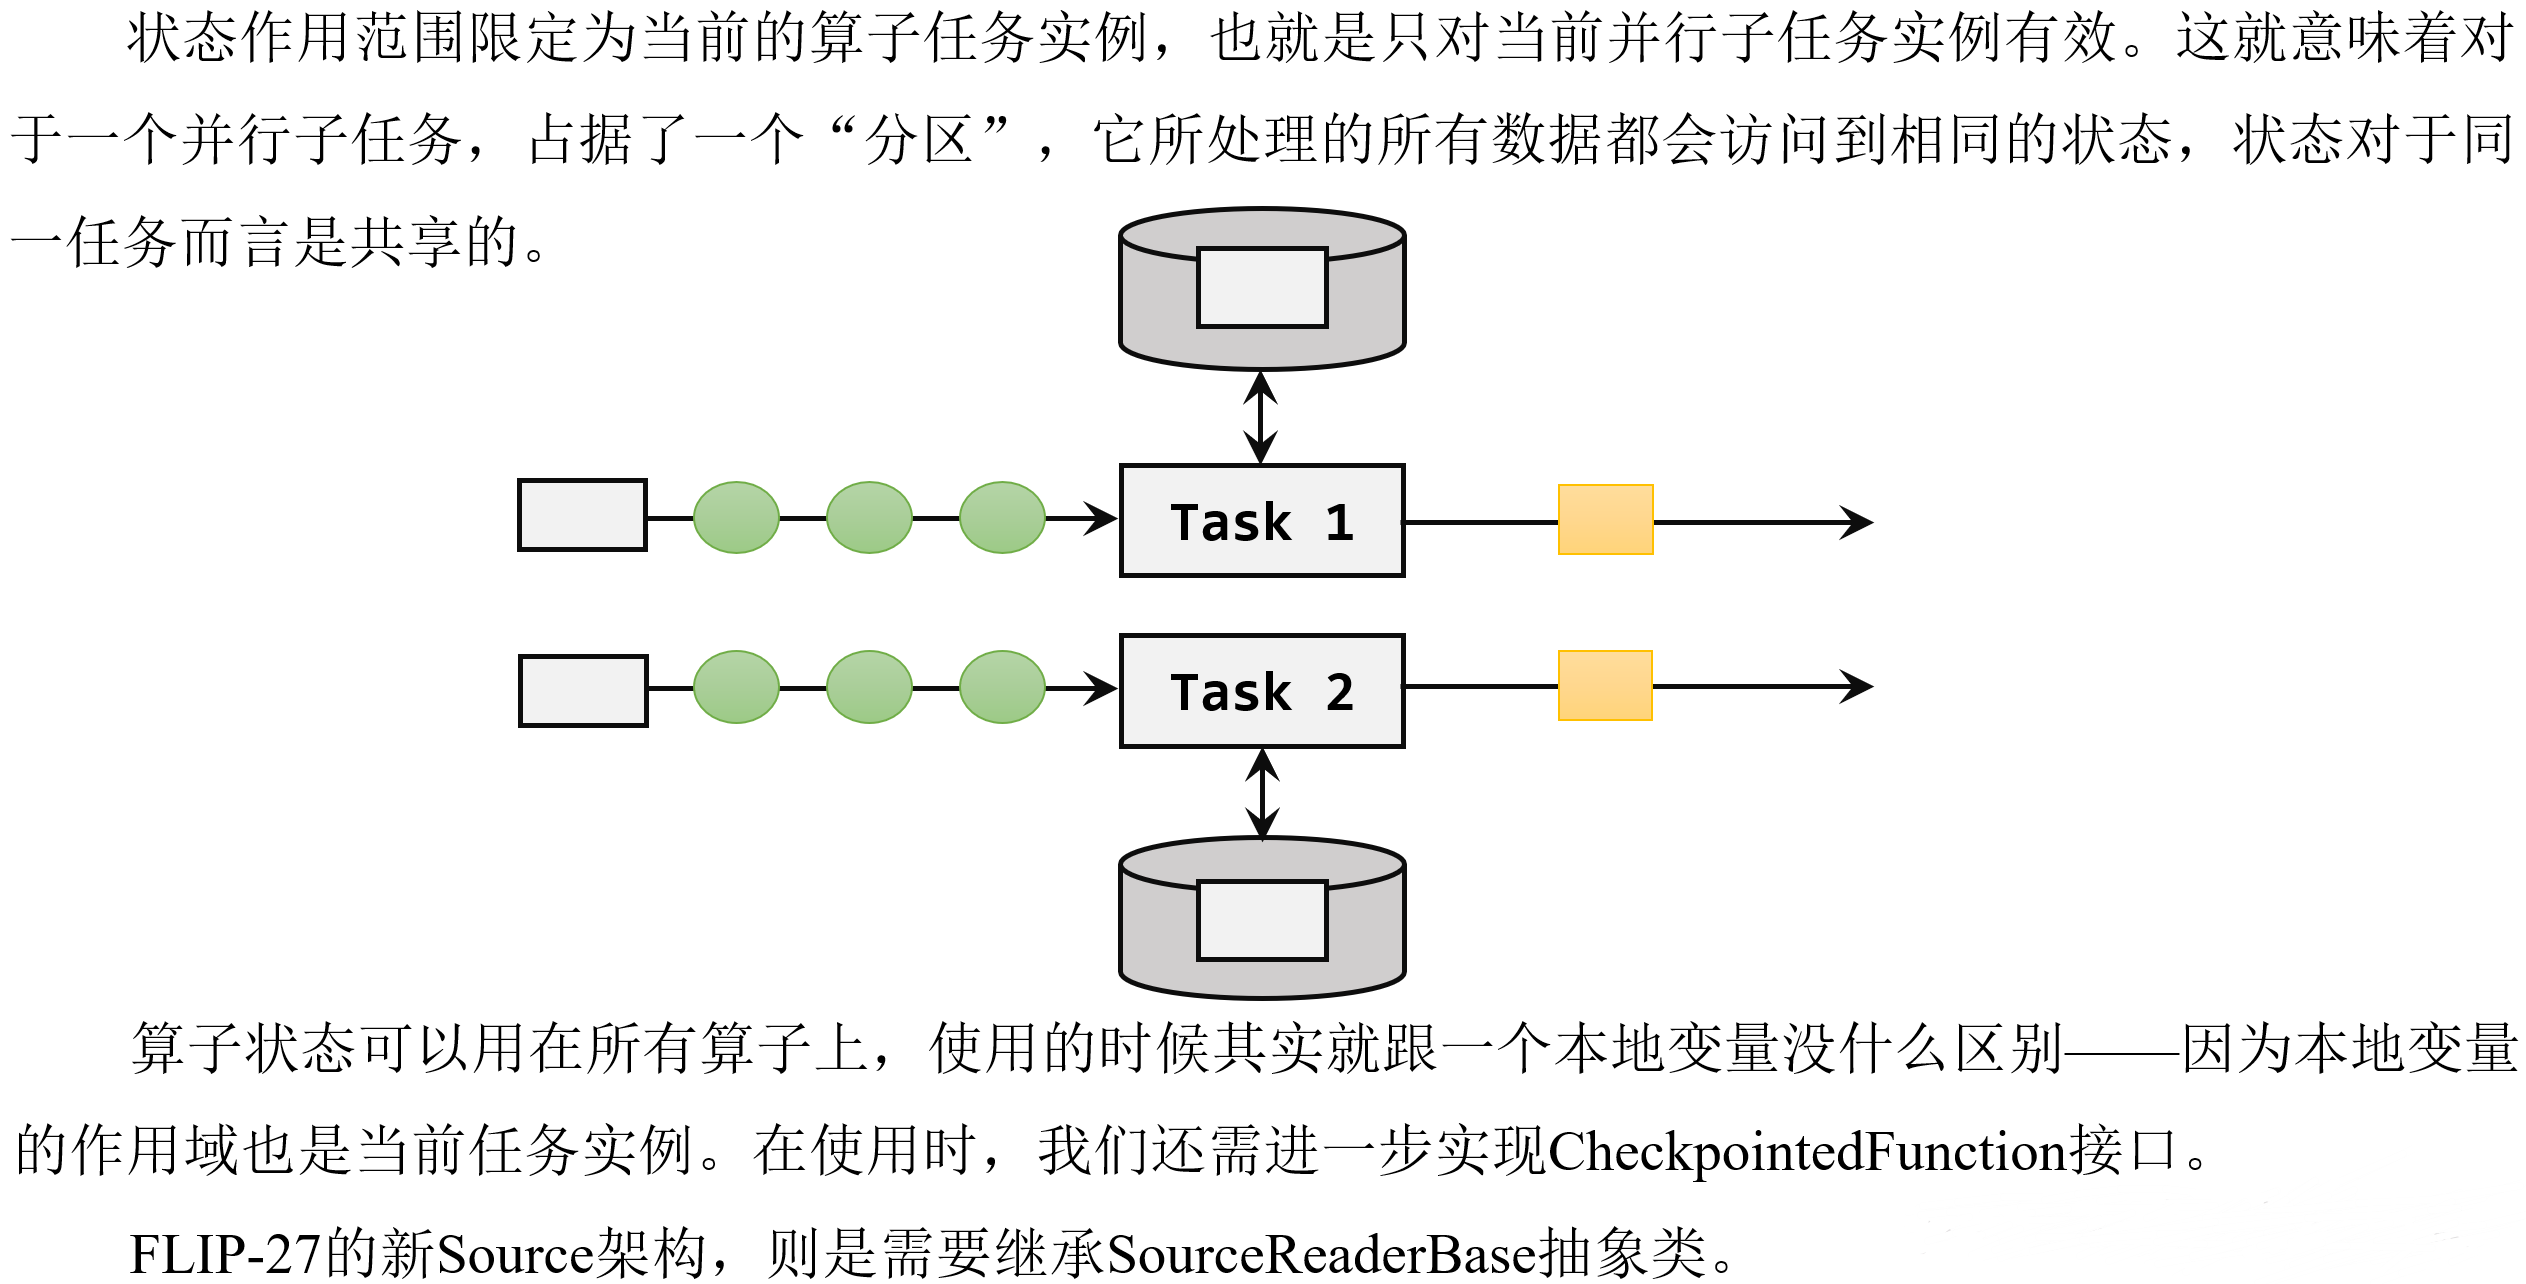 状态作用范围限定为当前的算子任务实例，也就是只对当前并行子任务实例有效。这就意味着对
于一个并行子任务，占据了一个“分区”，它所处理的所有数据都会访问到相同的状态，状态对于同
一任务而言是共享的。
Task 1
Task 2
算子状态可以用在所有算子上，使用的时候其实就跟一个本地变量没什么区别——因为本地变量
的作用域也是当前任务实例。在使用时，我们还需进一步实现CheckpointedFunction接口。
FLIP-27的新Source架构，则是需要继承SourceReaderBase抽象类。